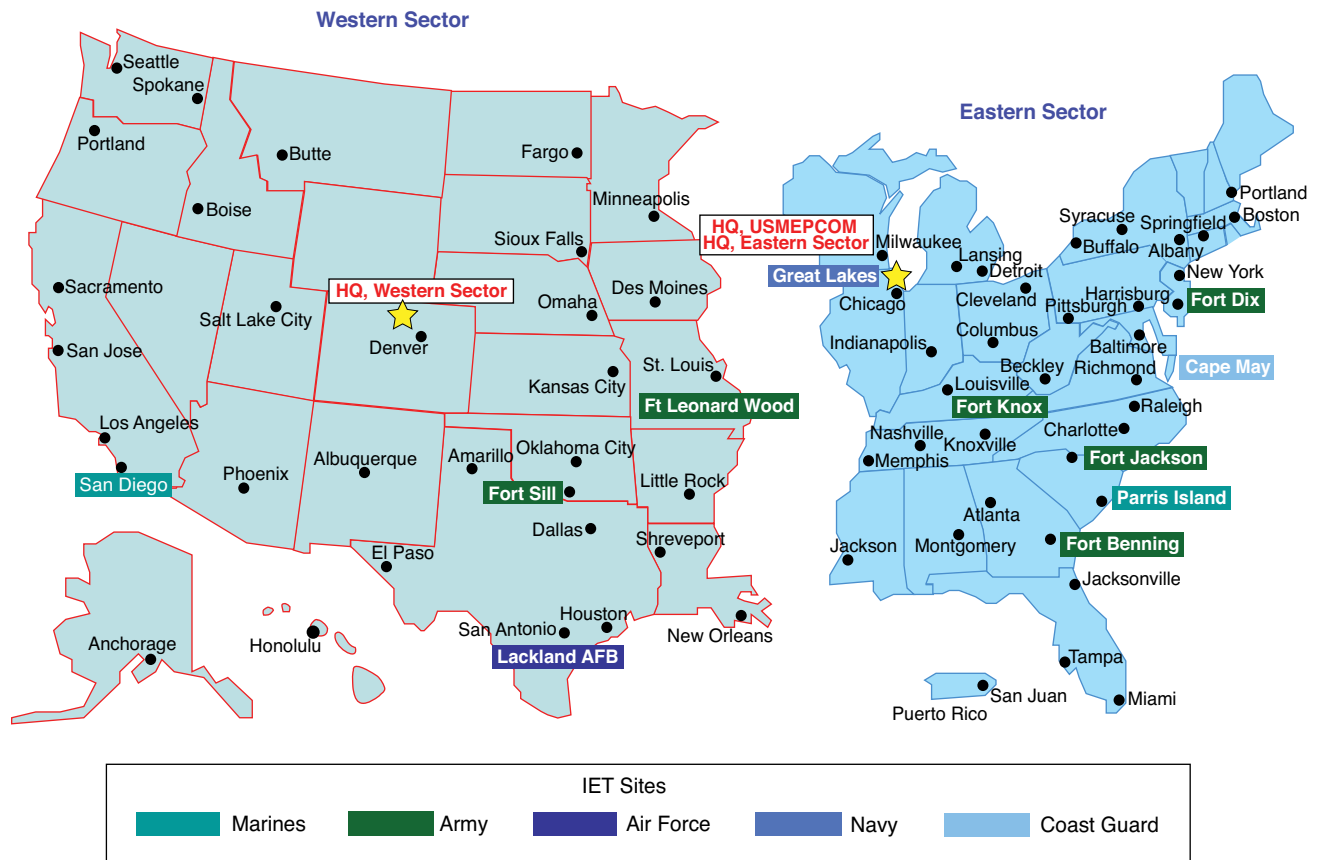 Western Sector
Seattle
Spokane
Portland
Butte
Fargo
Boise
Minneapolis
Sioux Falls
Sacramento
HQ, Western Sector
Salt Lake City
Omaha
Des Moines
San Jose
Denver
St. Louis
Kansas City
Ft Leonard Wood
Los Angeles
San Diego
Phoenix
Albuquerque
Amarillo
Oklahoma City
Fort Sill
Little Rock
Dallas
Shreveport
El Paso
Anchorage
Honolulu
San Antonio
Houston
Lackland AFB
New Orleans
Eastern Sector
HQ, USMEPCOM
HQ, Eastern Sector
Milwaukee
Great Lakes
Chicago
Lansing
Detroit
Portland
Boston
Syracuse
Springfield
Buffalo
Albany
New York
Cleveland
Pittsburgh
Harrisburg
Fort Dix
Indianapolis
Columbus
Baltimore
Beckley
Richmond
Cape May
Louisville
Fort Knox
Raleigh
Nashville
Knoxville
Charlotte
Memphis
Fort Jackson
Parris Island
Atlanta
Jackson
Montgomery
Fort Benning
Jacksonville
Tampa
San Juan
Puerto Rico
Miami
IET Sites
Marines
Army
Air Force
Navy
Coast Guard